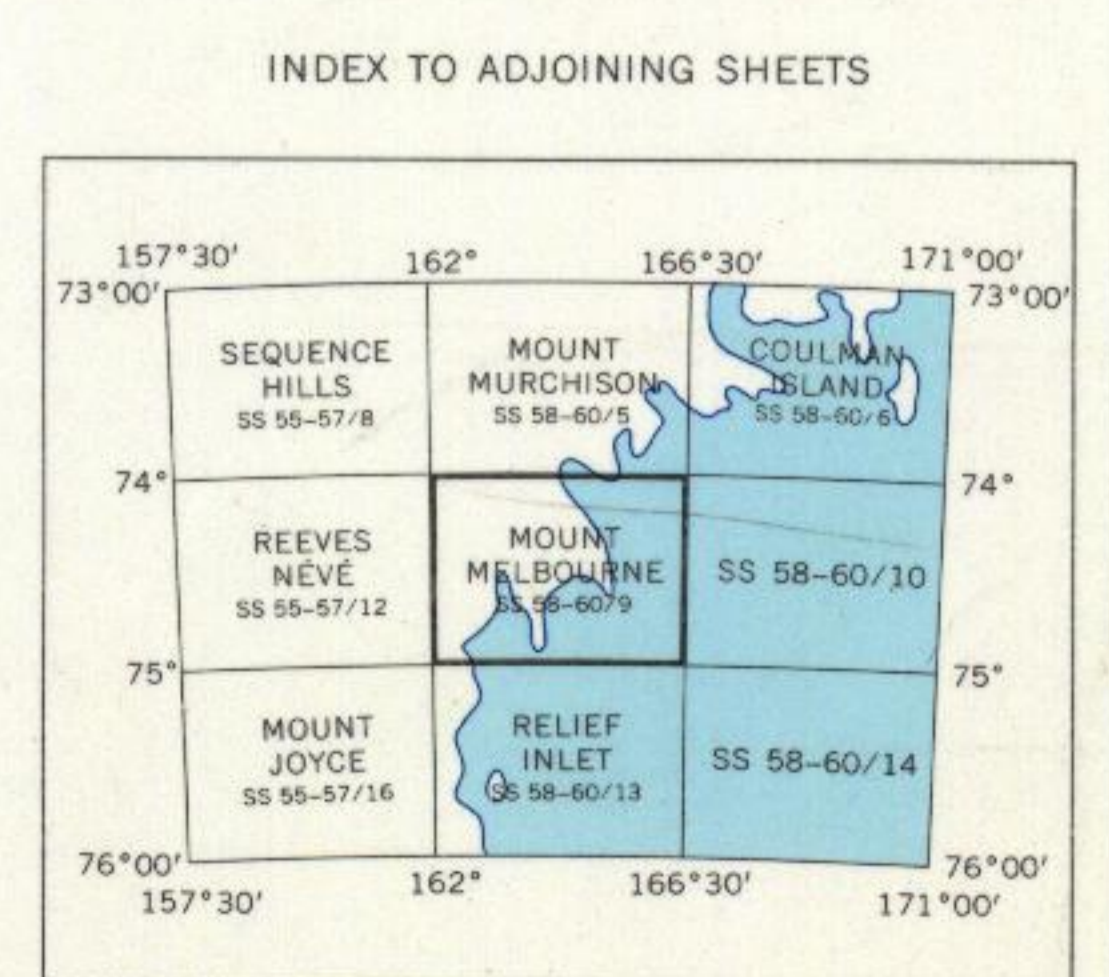 INDEX TO ADJOINING SHEETS
157°30′ 162° 166°30′ 171°00′
73°00′ 73°00′
SEQUENCE HILLS SS 55–57/8
MOUNT MURCHISON SS 58–60/5
COULMAN ISLAND SS 58–60/6
74° 74°
REEVES NÉVÉ SS 55–57/12
MOUNT MELBOURNE SS 58–60/9
SS 58–60/10
75° 75°
MOUNT JOYCE SS 55–57/16
RELIEF INLET SS 58–60/13
SS 58–60/14
76°00′ 76°00′
157°30′ 162° 166°30′ 171°00′